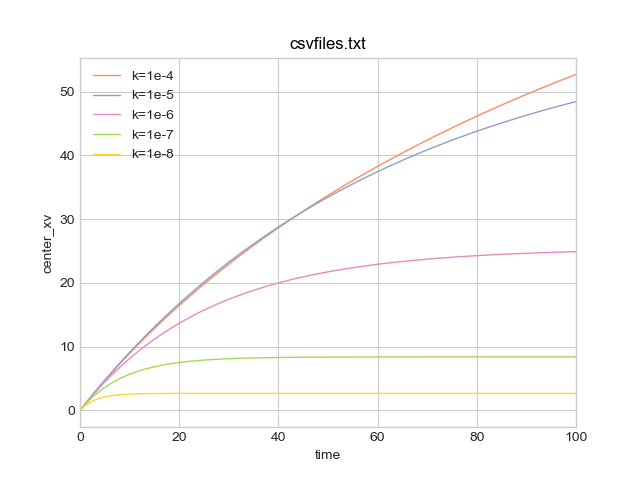 csvfiles.txt
k=1e-4
k=1e-5
k=1e-6
k=1e-7
k=1e-8
center_xv
50
40
30
20
10
0
0 20 40 60 80 100
time